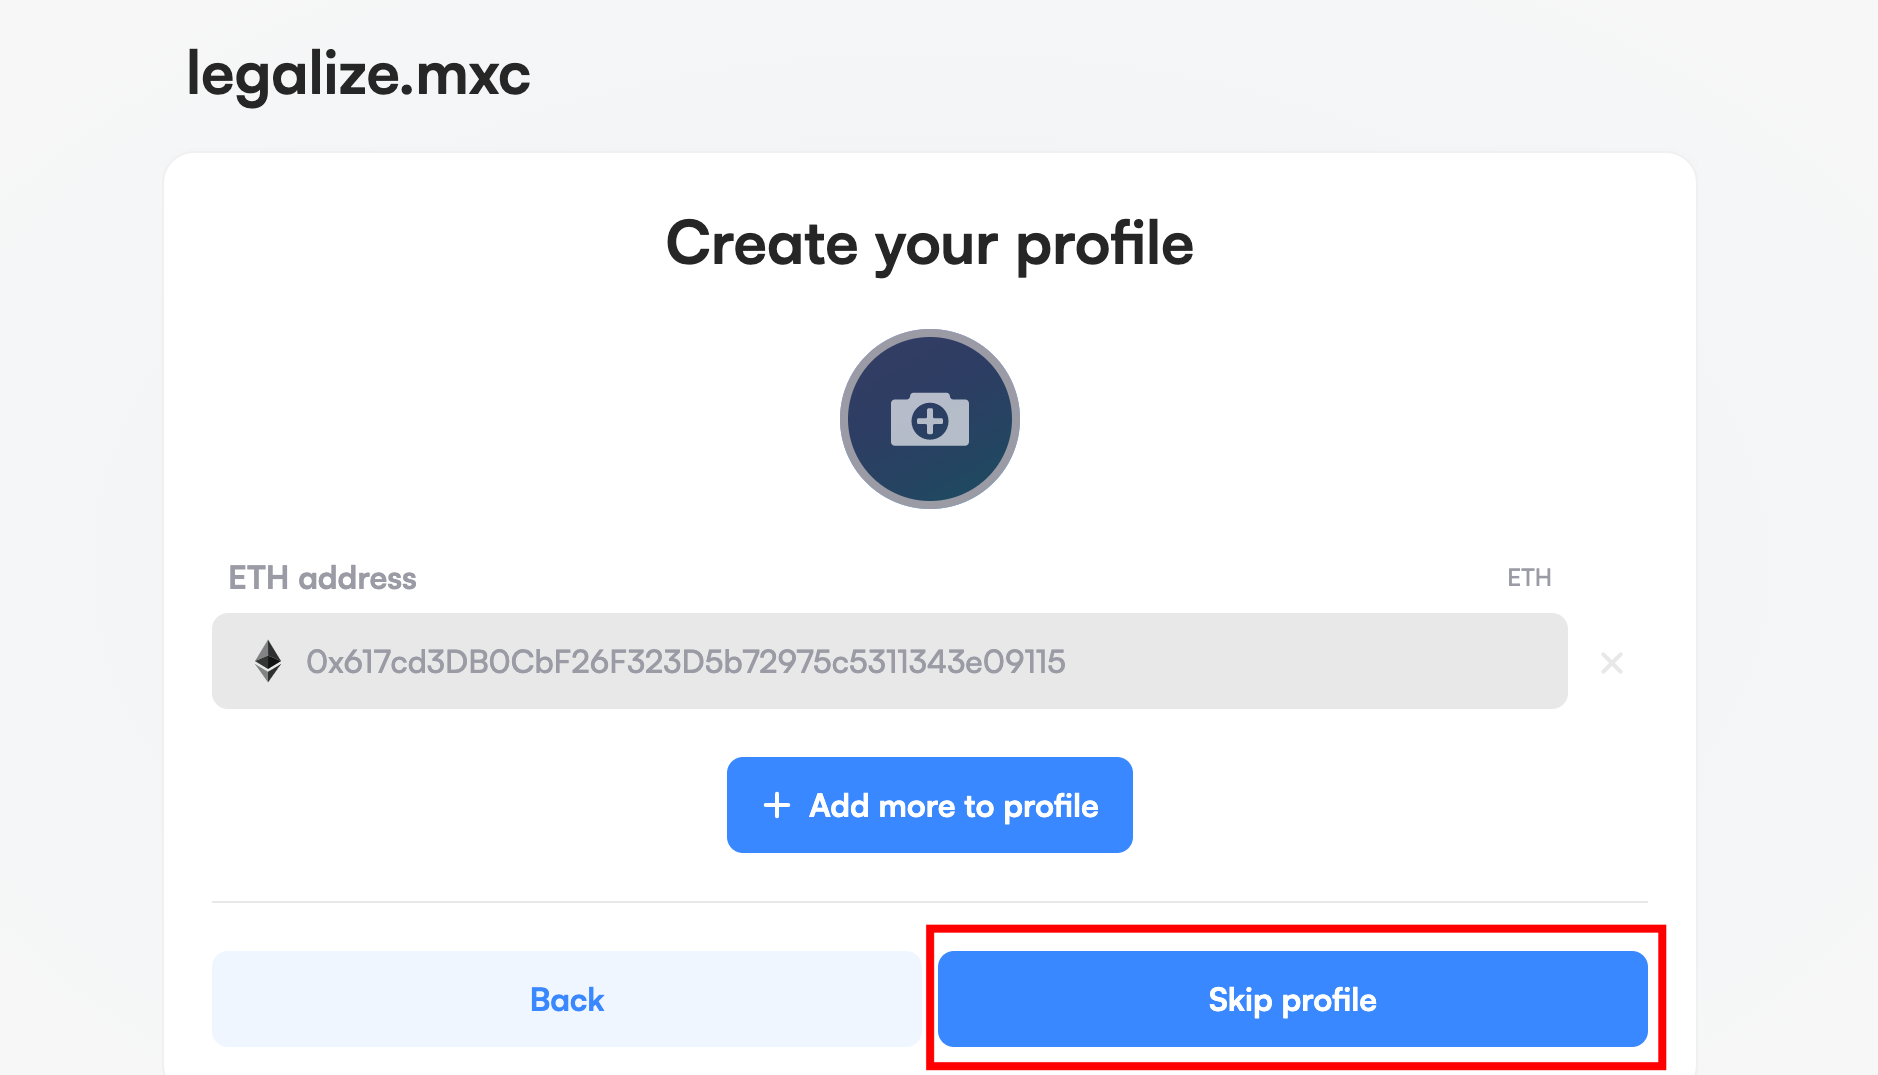 legalize.mxc
Create your profile
ETH address
ETH
0x617cd3DB0CbF26F323D5b72975c5311343e09115
Add more to profile
Back
Skip profile